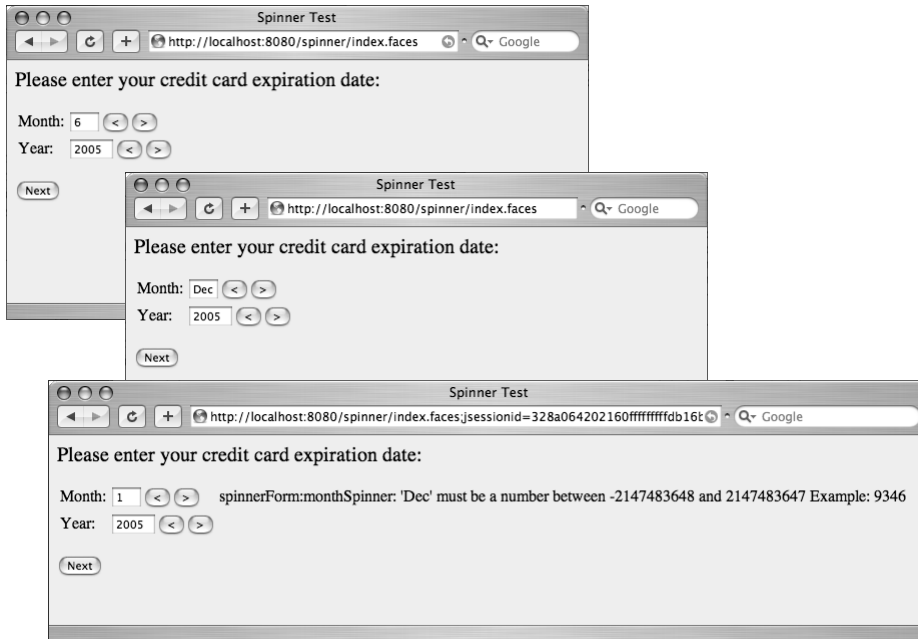 Spinner Test
http://localhost:8080/spinner/index.faces
Google
Please enter your credit card expiration date:
Month: 6 < >
Year: 2005 < >
Next
Spinner Test
http://localhost:8080/spinner/index.faces
Google
Please enter your credit card expiration date:
Month: Dec < >
Year: 2005 < >
Next
Spinner Test
http://localhost:8080/spinner/index.faces;jsessionid=328a064202160fffffffffdb16b
Google
Please enter your credit card expiration date:
Month: 1 < > spinnerForm:monthSpinner: 'Dec' must be a number between -2147483648 and 2147483647 Example: 9346
Year: 2005 < >
Next